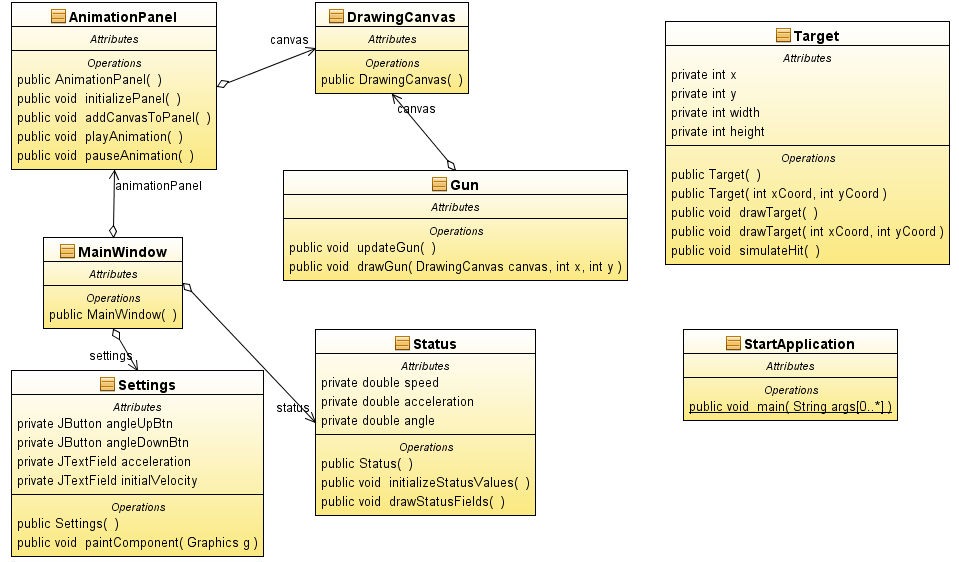 AnimationPanel
Attributes
Operations
public AnimationPanel( )
public void initializePanel( )
public void addCanvasToPanel( )
public void playAnimation( )
public void pauseAnimation( )
canvas
DrawingCanvas
Attributes
Operations
public DrawingCanvas( )
canvas
Target
Attributes
private int x
private int y
private int width
private int height
Operations
public Target( )
public Target( int xCoord, int yCoord )
public void drawTarget( )
public void drawTarget( int xCoord, int yCoord )
public void simulateHit( )
animationPanel
Gun
Attributes
Operations
public void updateGun( )
public void drawGun( DrawingCanvas canvas, int x, int y )
MainWindow
Attributes
Operations
public MainWindow( )
settings
status
Settings
Attributes
private JButton angleUpBtn
private JButton angleDownBtn
private JTextField acceleration
private JTextField initialVelocity
Operations
public Settings( )
public void paintComponent( Graphics g )
Status
Attributes
private double speed
private double acceleration
private double angle
Operations
public Status( )
public void initializeStatusValues( )
public void drawStatusFields( )
StartApplication
Attributes
Operations
public void main( String args[0..*] )